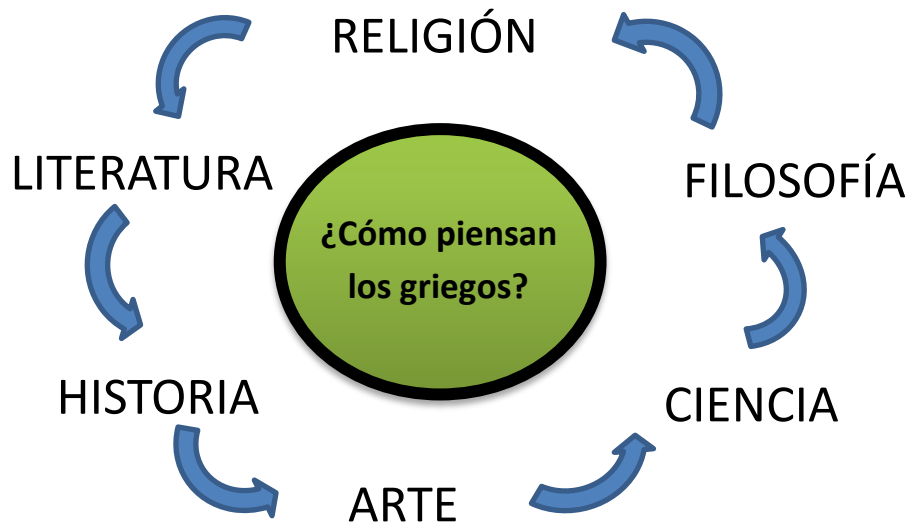 RELIGIÓN
LITERATURA
FILOSOFÍA
¿Cómo piensan
los griegos?
HISTORIA
CIENCIA
ARTE